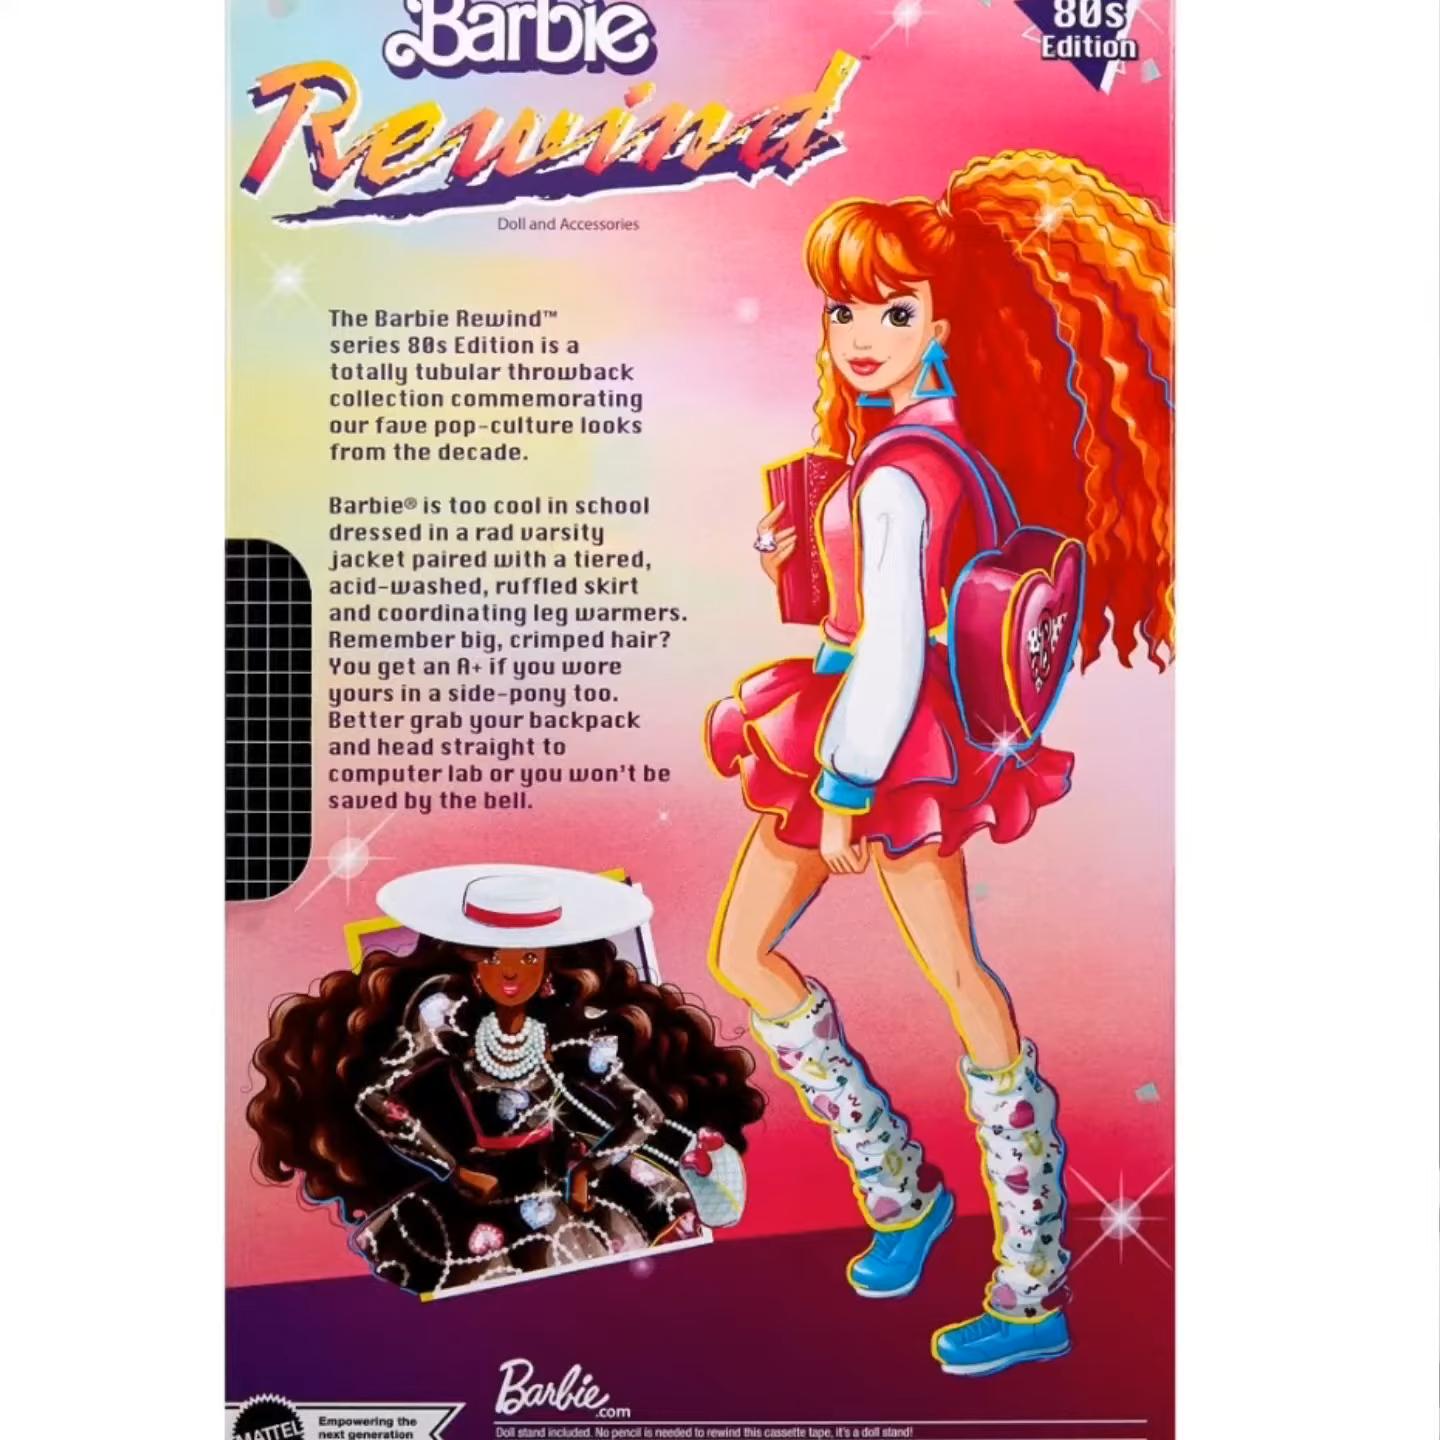 Barbie
80s
Edition
Rewind
Doll and Accessories
The Barbie Rewind™
series 80s Edition is a
totally tubular throwback
collection commemorating
our fave pop-culture looks
from the decade.
Barbie® is too cool in school
dressed in a rad varsity
jacket paired with a tiered,
acid-washed, ruffled skirt
and coordinating leg warmers.
Remember big, crimped hair?
You get an A+ if you wore
yours in a side-pony too.
Better grab your backpack
and head straight to
computer lab or you won't be
saved by the bell.
Barbie
.com
MATTEL
Empowering the
next generation
Doll stand included. No pencil is needed to rewind this cassette tape, it's a doll stand!